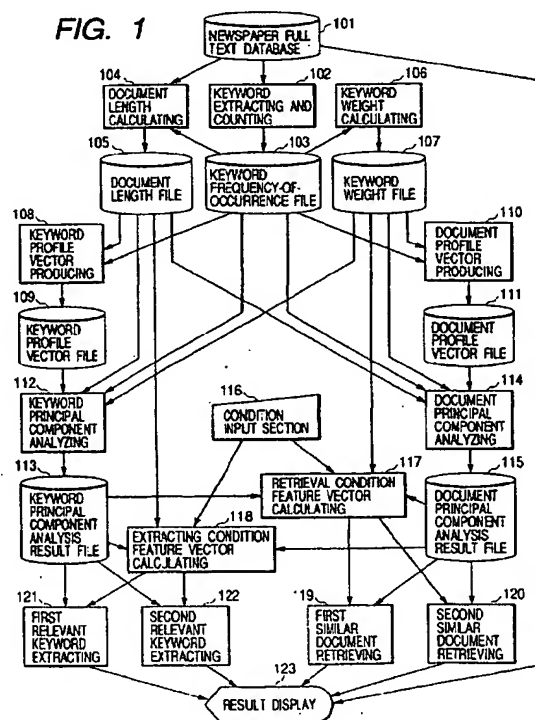 FIG. 1
101
NEWSPAPER FULL
TEXT DATABASE
104
DOCUMENT
LENGTH
CALCULATING
102
KEYWORD
EXTRACTING AND
COUNTING
106
KEYWORD
WEIGHT
CALCULATING
105
DOCUMENT
LENGTH FILE
103
KEYWORD
FREQUENCY-OF-
OCCURRENCE FILE
107
KEYWORD
WEIGHT FILE
108
KEYWORD
PROFILE
VECTOR
PRODUCING
110
DOCUMENT
PROFILE
VECTOR
PRODUCING
109
KEYWORD
PROFILE
VECTOR FILE
111
DOCUMENT
PROFILE
VECTOR FILE
112
KEYWORD
PRINCIPAL
COMPONENT
ANALYZING
116
CONDITION
INPUT SECTION
114
DOCUMENT
PRINCIPAL
COMPONENT
ANALYZING
113
KEYWORD
PRINCIPAL
COMPONENT
ANALYSIS
RESULT FILE
117
RETRIEVAL CONDITION
FEATURE VECTOR
CALCULATING
115
DOCUMENT
PRINCIPAL
COMPONENT
ANALYSIS
RESULT FILE
118
EXTRACTING CONDITION
FEATURE VECTOR
CALCULATING
121
FIRST
RELEVANT
KEYWORD
EXTRACTING
122
SECOND
RELEVANT
KEYWORD
EXTRACTING
119
FIRST
SIMILAR
DOCUMENT
RETRIEVING
120
SECOND
SIMILAR
DOCUMENT
RETRIEVING
123
RESULT DISPLAY